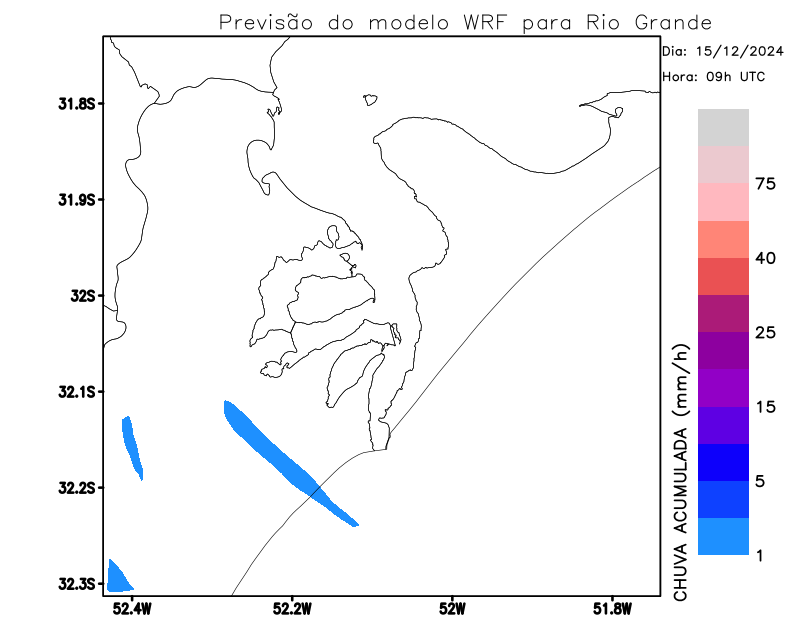 Previsão do modelo WRF para Rio Grande
Dia: 15/12/2024
Hora: 09h UTC
31.8S
31.9S
32S
32.1S
32.2S
32.3S
52.4W
52.2W
52W
51.8W
75
40
25
15
5
1
CHUVA ACUMULADA (mm/h)